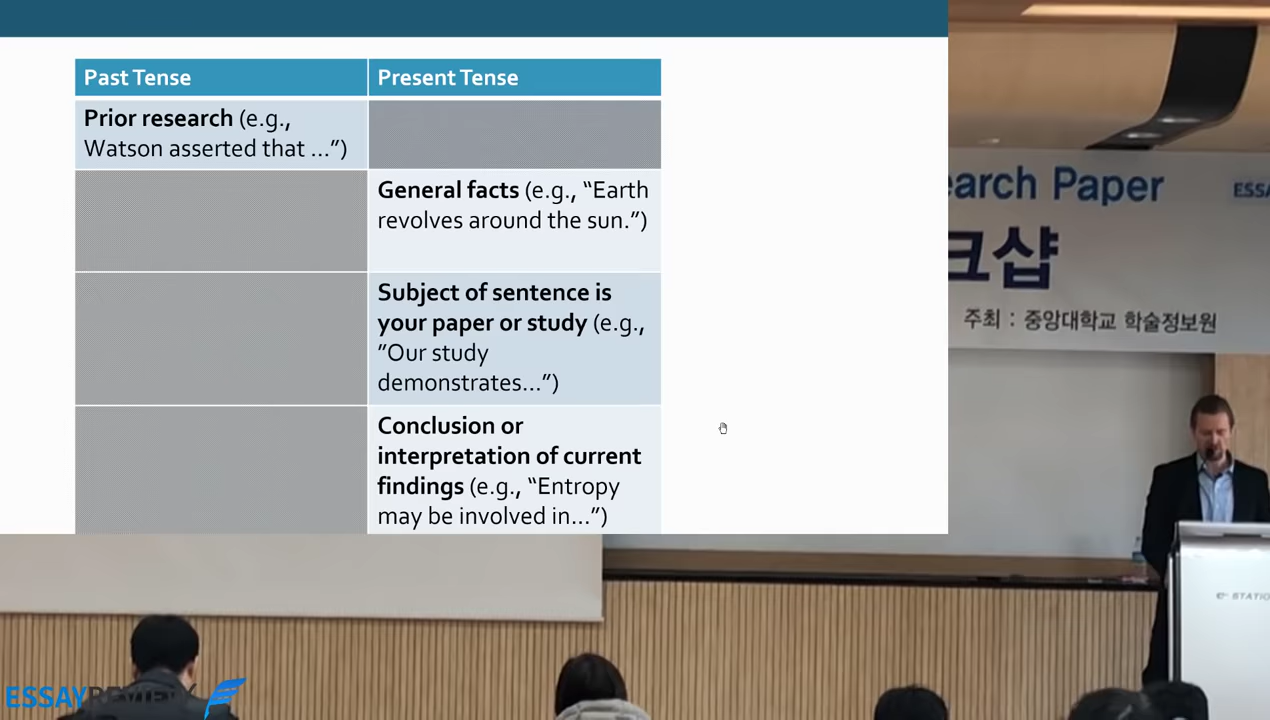 Past Tense
Present Tense
Prior research (e.g.,
Watson asserted that ...”)
General facts (e.g., “Earth
revolves around the sun.”)
Subject of sentence is
your paper or study (e.g.,
”Our study
demonstrates...”)
Conclusion or
interpretation of current
findings (e.g., “Entropy
may be involved in...”)
earch Paper
ESSA
크샵
주최 : 중앙대학교 학술정보원
STATIO
ESSAYREVIEW